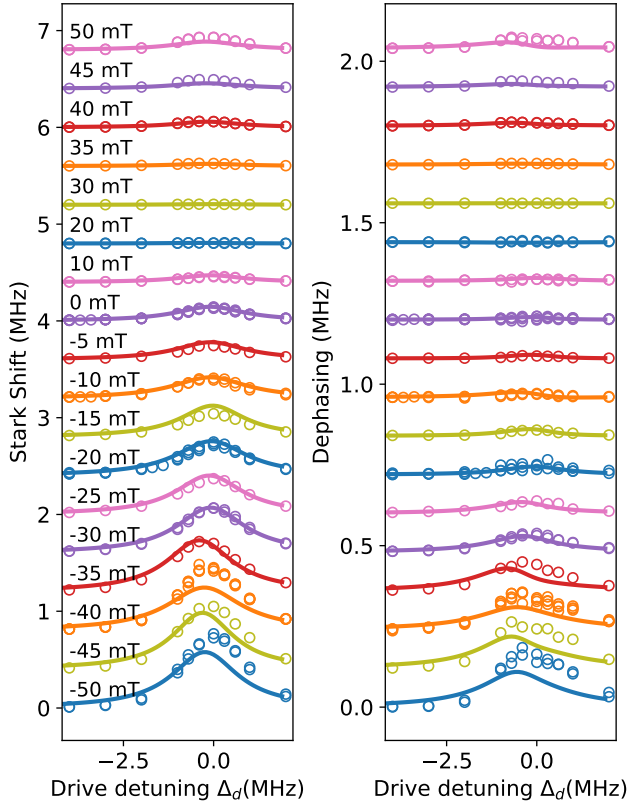 7
6
5
4
3
2
1
0
Stark Shift (MHz)
50 mT
45 mT
40 mT
35 mT
30 mT
20 mT
10 mT
0 mT
-5 mT
-10 mT
-15 mT
-20 mT
-25 mT
-30 mT
-35 mT
-40 mT
-45 mT
-50 mT
−2.5 0.0
Drive detuning Δd(MHz)
2.0
1.5
1.0
0.5
0.0
Dephasing (MHz)
−2.5 0.0
Drive detuning Δd(MHz)